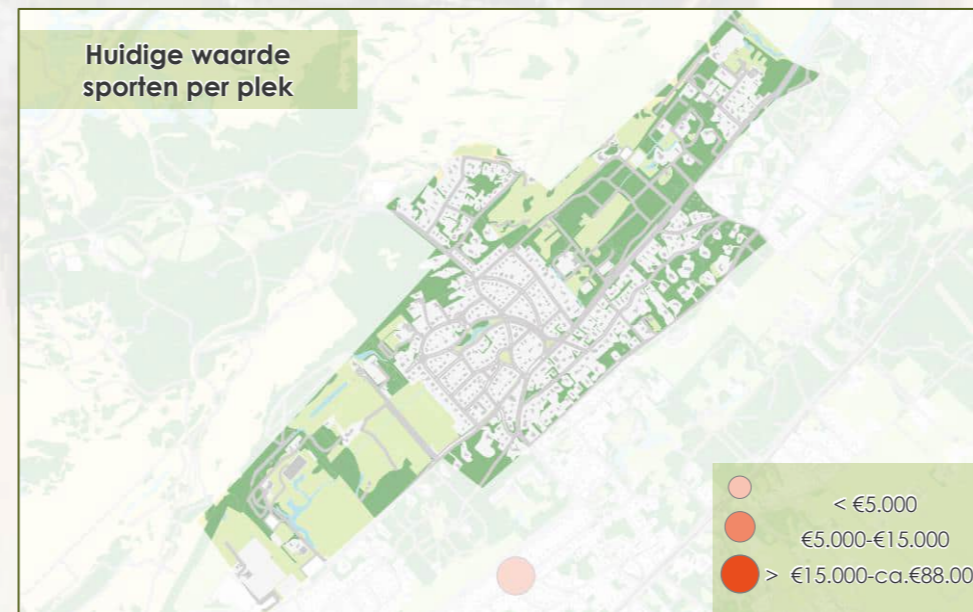 Huidige waarde
sporten per plek
< €5.000
€5.000-€15.000
> €15.000-ca.€88.00